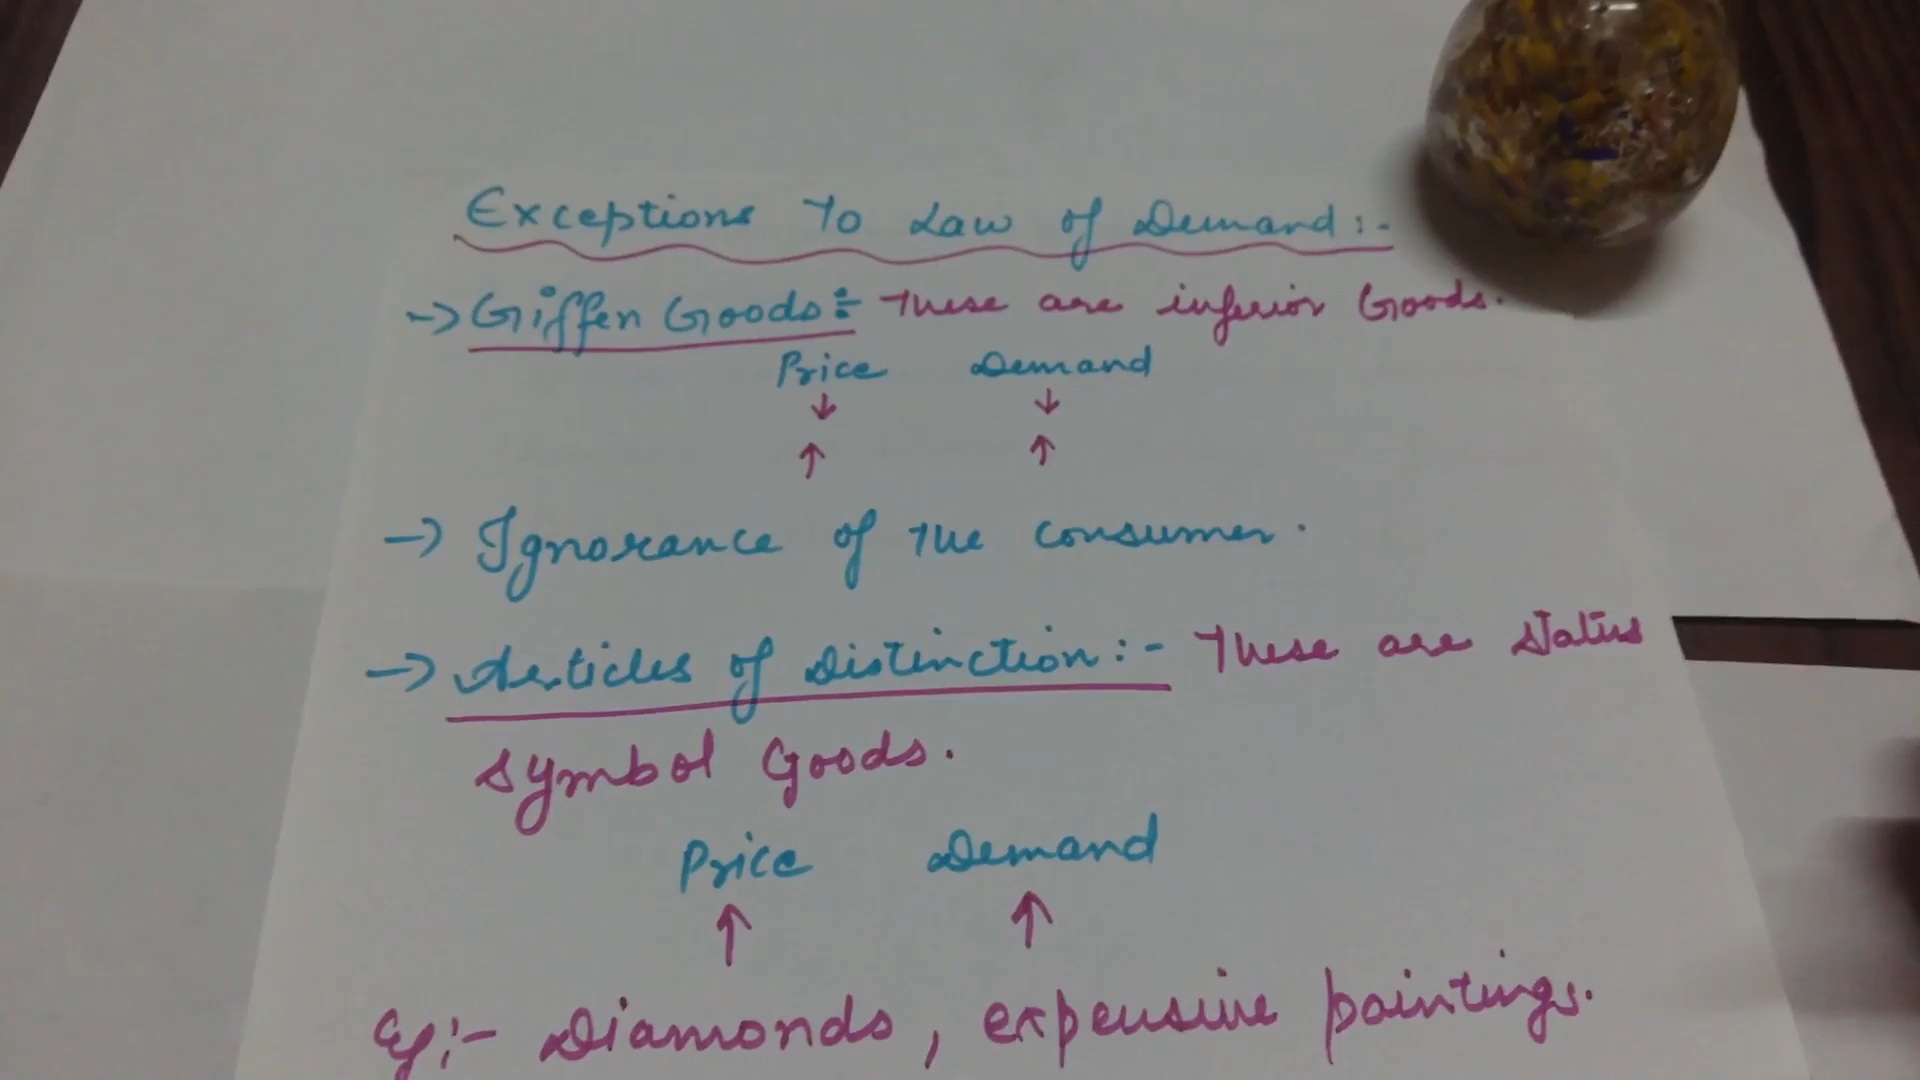 Exceptions To Law of Demand:-
→ Giffen Goods:- These are inferior Goods.
Price Demand
↓ ↓
↑ ↑
→ Ignorance of the consumer.
→ Articles of Distinction:- These are status
symbol Goods.
Price Demand
↑ ↑
Eg:- Diamonds, expensive paintings.